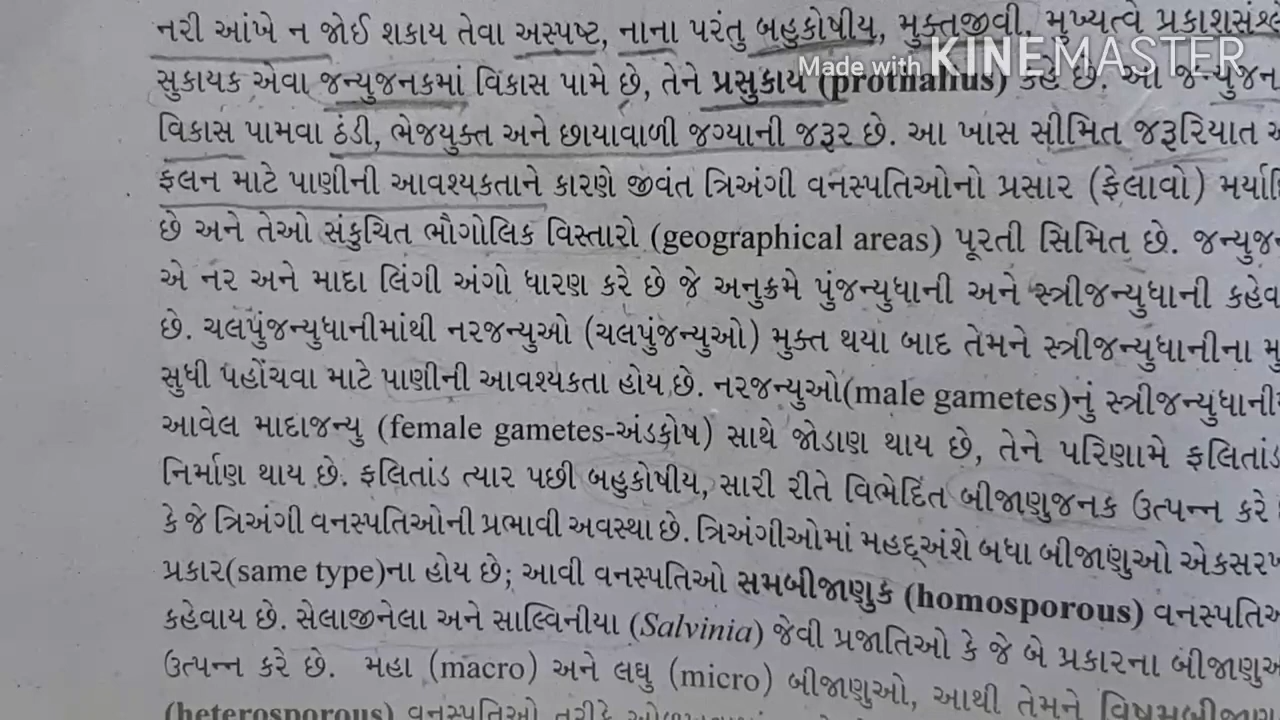 નરી આંખે ન જોઈ શકાય તેવા અસ્પષ્ટ, નાના પરંતુ બહુકોષીય, મુક્તજીવી, મુખ્યત્વે
Made with KINEMASTER
સુકાયક એવા જન્યુજનકમાં વિકાસ પામે છે, તેને પ્રસુકાય (prothallus) કહે છે. આ
વિકાસ પામવા ઠંડી, ભેજયુક્ત અને છાયાવાળી જગ્યાની જરૂર છે. આ ખાસ સીમિત જરૂરિયાત
ફલન માટે પાણીની આવશ્યકતાને કારણે જીવંત ત્રિઅંગી વનસ્પતિઓનો પ્રસાર (ફેલાવો)
છે અને તેઓ સંકુચિત ભૌગોલિક વિસ્તારો (geographical areas) પૂરતી સિમિત છે.
એ નર અને માદા લિંગી અંગો ધારણ કરે છે જે અનુક્રમે પુંજન્યુધાની અને સ્ત્રીજન્યુધાની
છે. ચલપુંજન્યુધાનીમાંથી નરજન્યુઓ (ચલપુંજન્યુઓ) મુક્ત થયા બાદ તેમને સ્ત્રીજન્યુધાનીના
સુધી પહોંચવા માટે પાણીની આવશ્યકતા હોય છે. નરજન્યુઓ(male gametes)નું
આવેલ માદાજન્યુ (female gametes-અંડકોષ) સાથે જોડાણ થાય છે, તેને પરિણામે
નિર્માણ થાય છે. ફલિતાંડ ત્યાર પછી બહુકોષીય, સારી રીતે વિભેદિત બીજાણુજનક ઉત્પન્ન કરે
કે જે ત્રિઅંગી વનસ્પતિઓની પ્રભાવી અવસ્થા છે. ત્રિઅંગીઓમાં મહદ્અંશે બધા બીજાણુઓ
પ્રકાર(same type)ના હોય છે; આવી વનસ્પતિઓ સમબીજાણુક (homosporous)
કહેવાય છે. સેલાજીનેલા અને સાલ્વિનીયા (Salvinia) જેવી પ્રજાતિઓ કે જે બે પ્રકારના
ઉત્પન્ન કરે છે. મહા (macro) અને લઘુ (micro) બીજાણુઓ, આથી તેમને
(heterosporous) વનસ્પતિઓ તરીકે